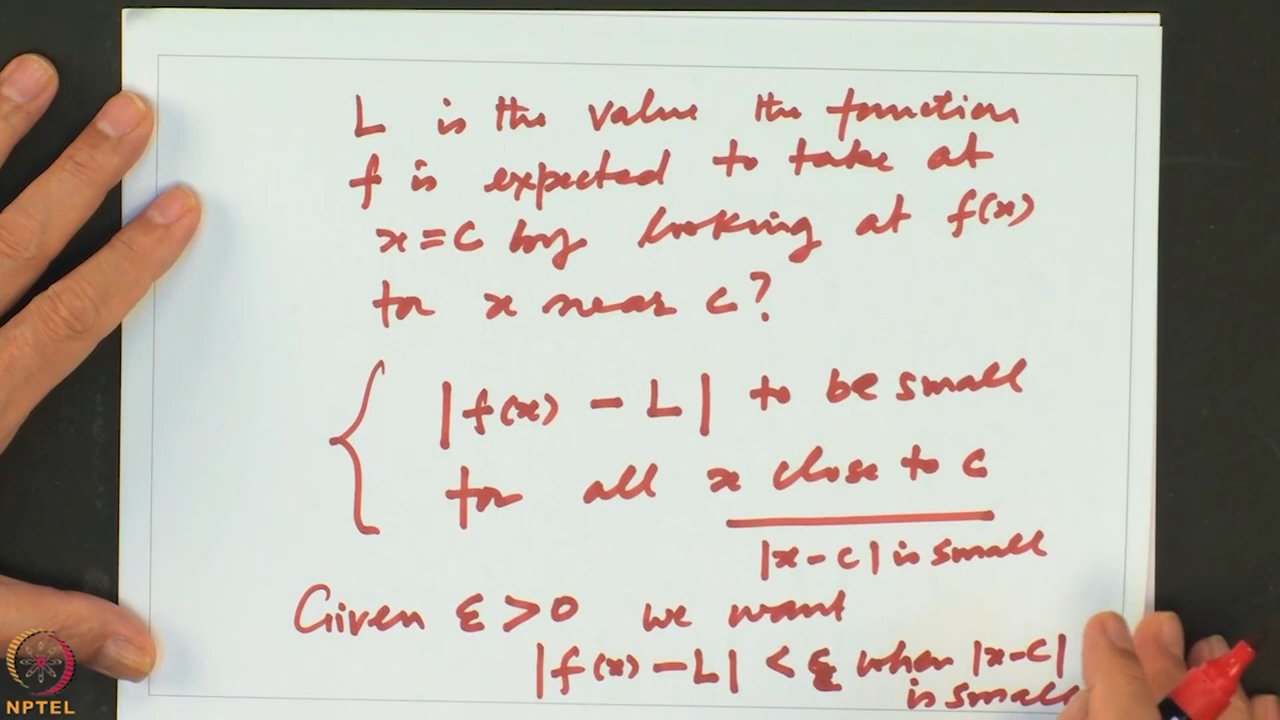 L is the value the function
f is expected to take at
x = c by looking at f(x)
for x near c?
|f(x) - L| to be small
for all x close to c
|x-c| is small
Given ε > 0 we want
|f(x) - L| < ε when |x-c|
is small
NPTEL